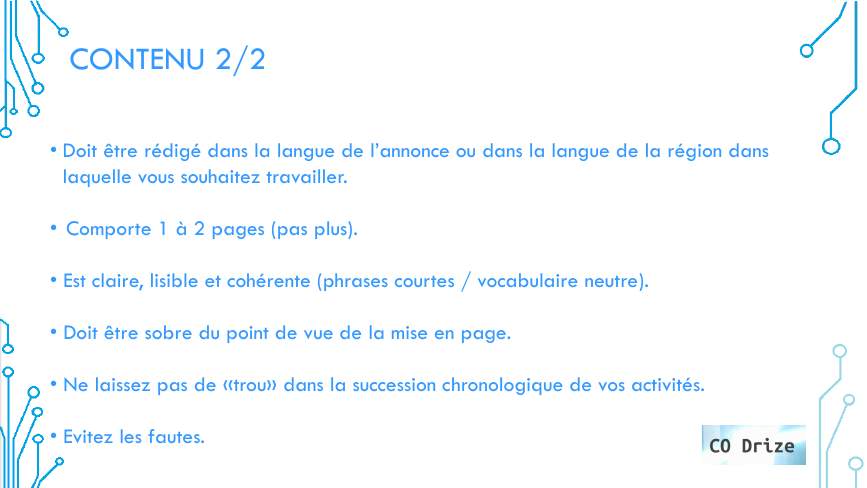 CONTENU 2/2
• Doit être rédigé dans la langue de l'annonce ou dans la langue de la région dans
laquelle vous souhaitez travailler.
• Comporte 1 à 2 pages (pas plus).
• Est claire, lisible et cohérente (phrases courtes / vocabulaire neutre).
• Doit être sobre du point de vue de la mise en page.
• Ne laissez pas de «trou» dans la succession chronologique de vos activités.
• Evitez les fautes.
CO Drize